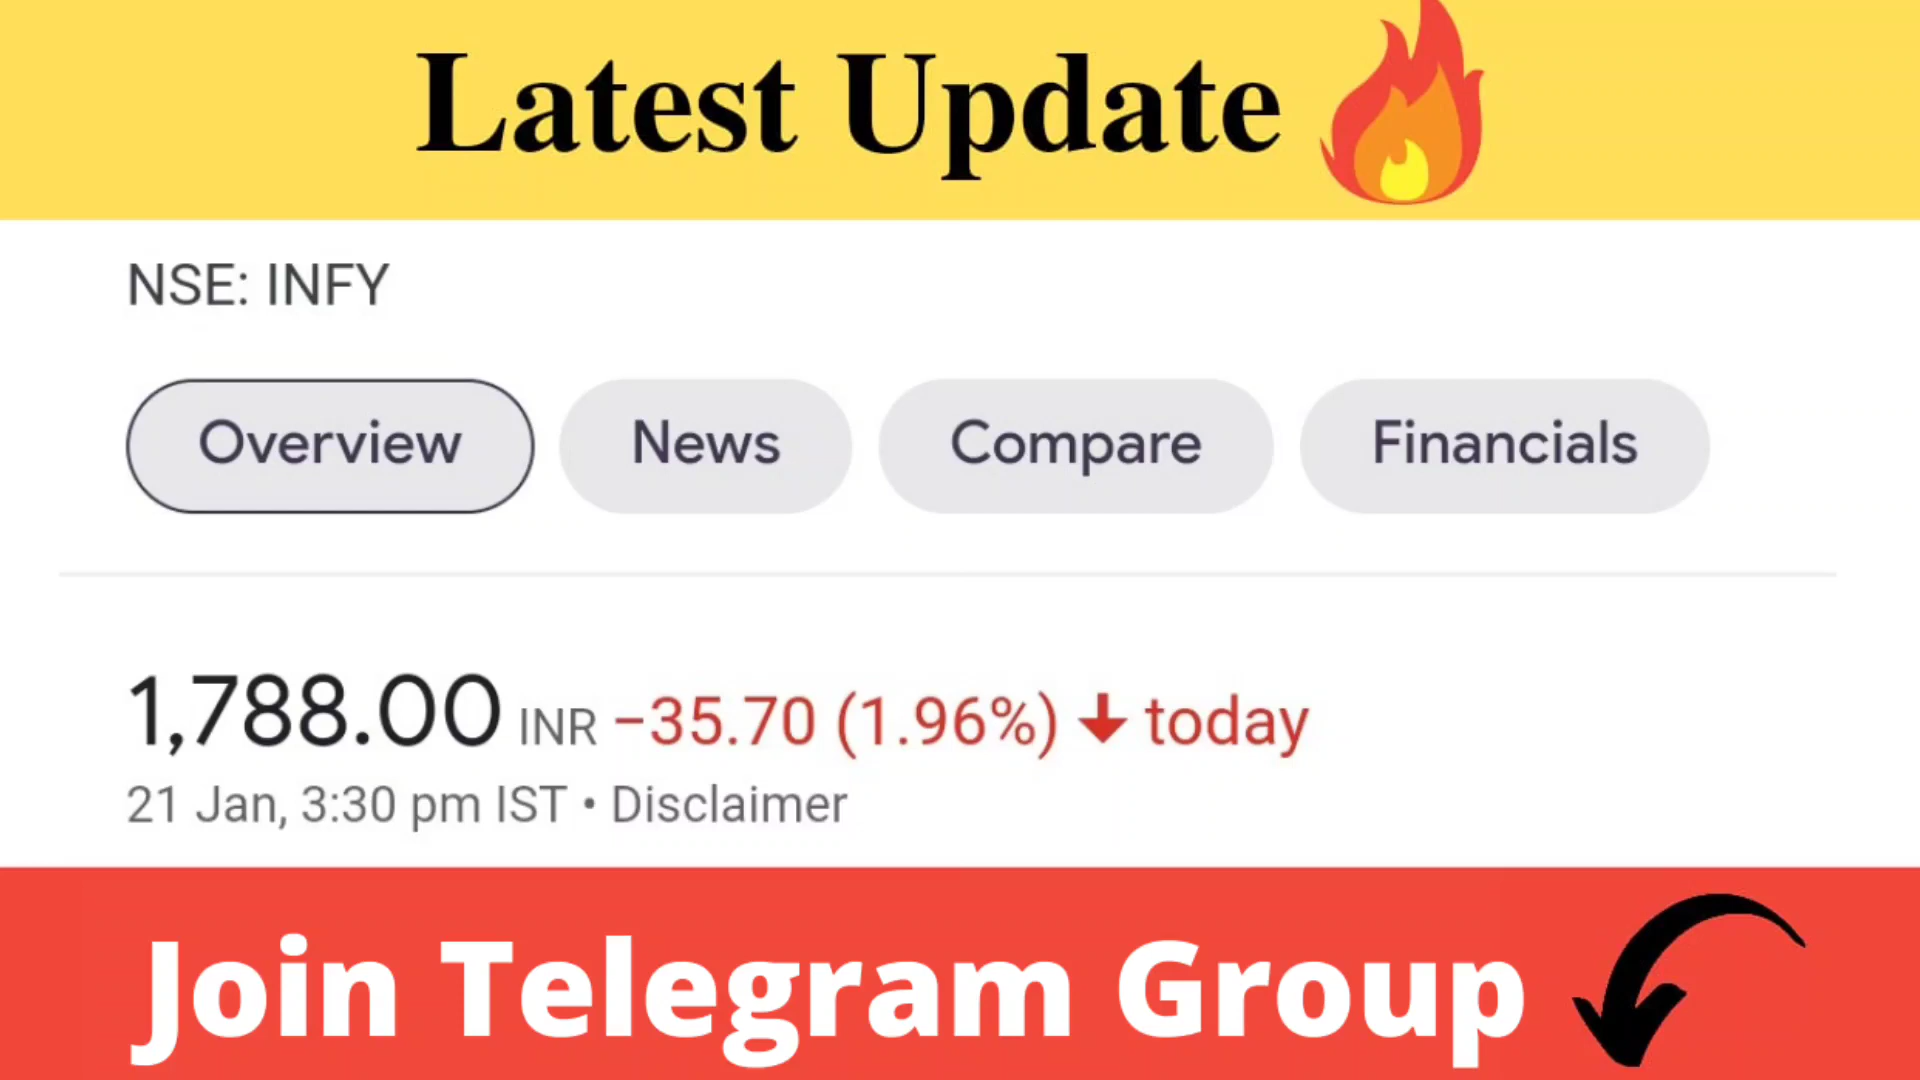 Latest Update
NSE: INFY
Overview News Compare Financials
1,788.00 INR −35.70 (1.96%) ↓ today
21 Jan, 3:30 pm IST • Disclaimer
Join Telegram Group